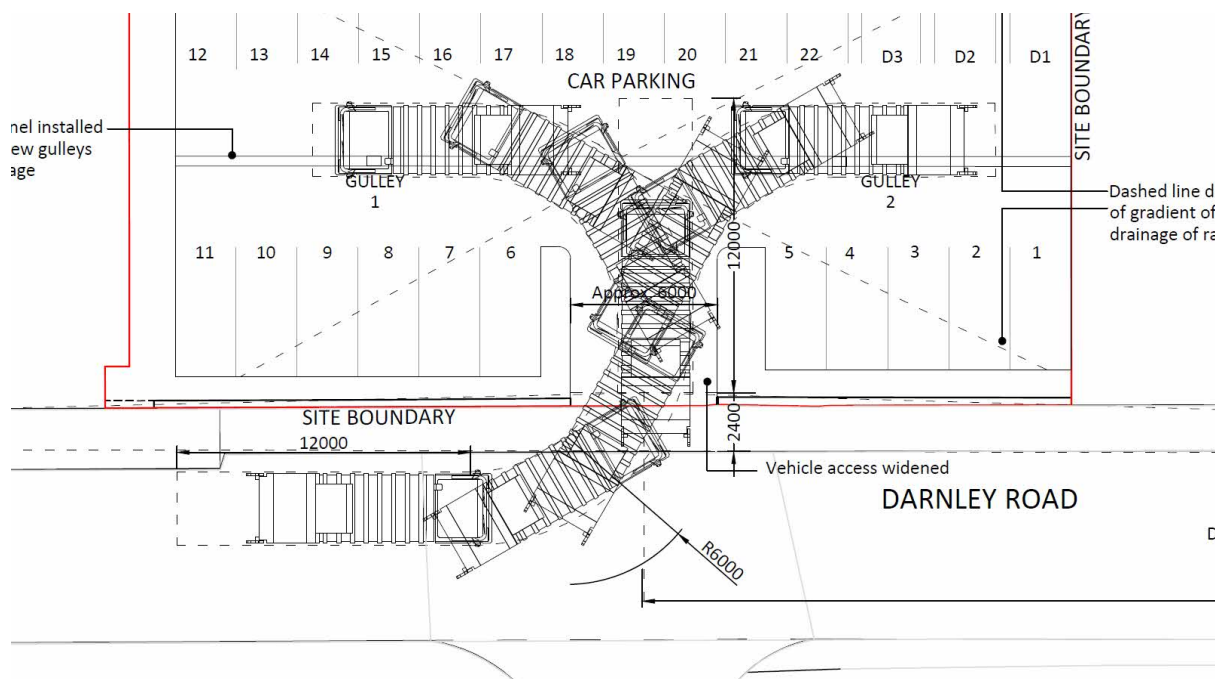 12 13 14 15 16 17 18 19 20 21 22 D3 D2 D1
CAR PARKING
SITE BOUNDARY
nel installed
ew gulleys
age
GULLEY
1
GULLEY
2
Dashed line d
of gradient of
drainage of ra
11 10 9 8 7 6 5 4 3 2 1
12000
Approx. 6000
SITE BOUNDARY
12000
2400
Vehicle access widened
DARNLEY ROAD
D
R6000